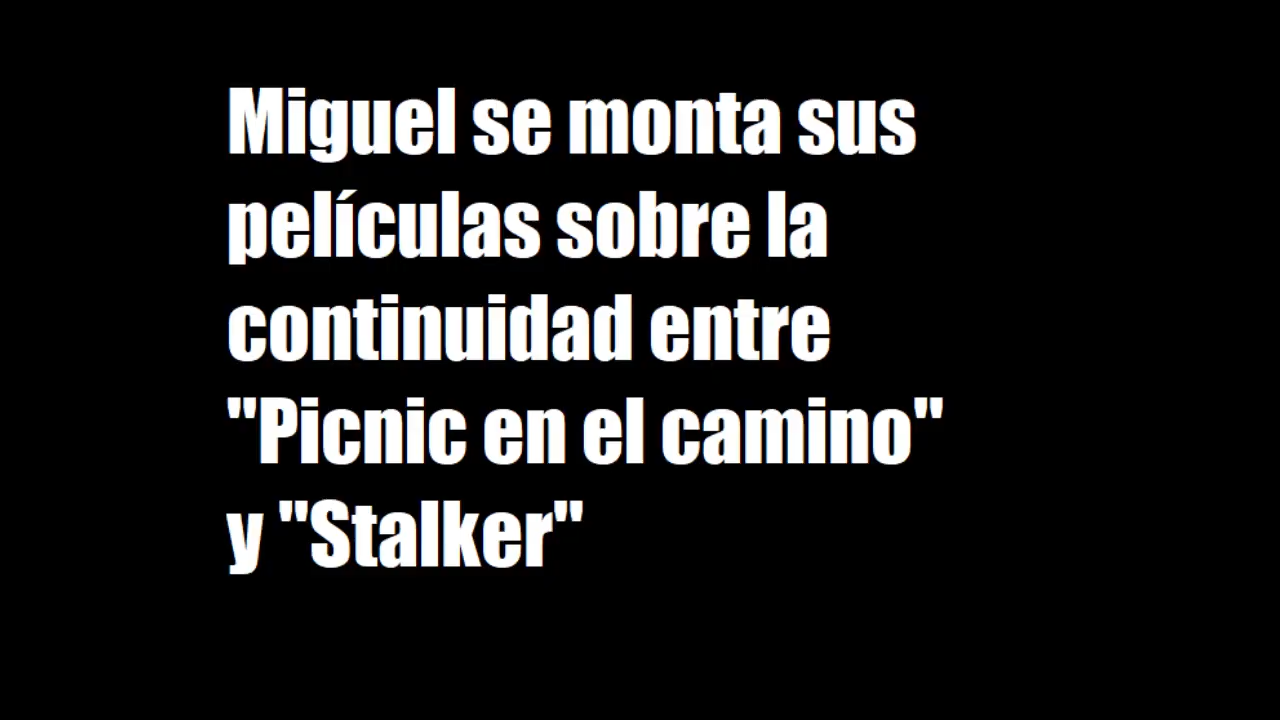 Miguel se monta sus
películas sobre la
continuidad entre
"Picnic en el camino"
y "Stalker"